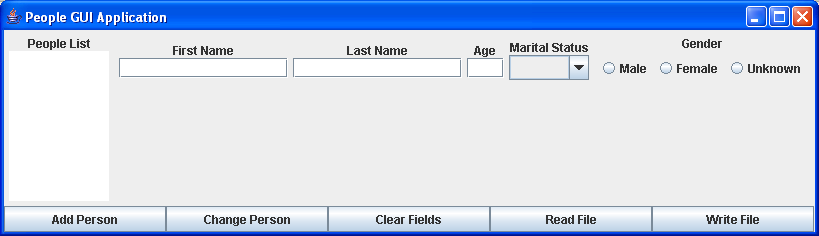 People GUI Application
People List
First Name
Last Name
Age
Marital Status
Gender
Male
Female
Unknown
Add Person
Change Person
Clear Fields
Read File
Write File